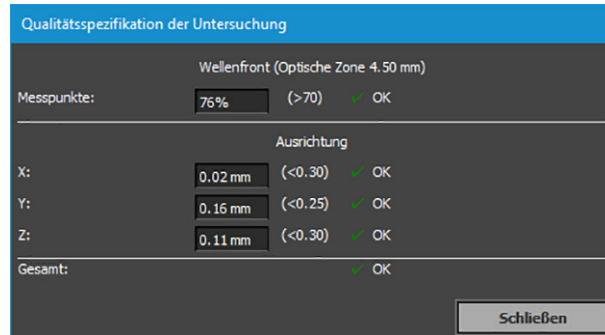 Qualitätsspezifikation der Untersuchung
Wellenfront (Optische Zone 4.50 mm)
Messpunkte: 76% (>70) ✓ OK
Ausrichtung
X: 0.02 mm (<0.30) ✓ OK
Y: 0.16 mm (<0.25) ✓ OK
Z: 0.11 mm (<0.30) ✓ OK
Gesamt: ✓ OK
Schließen